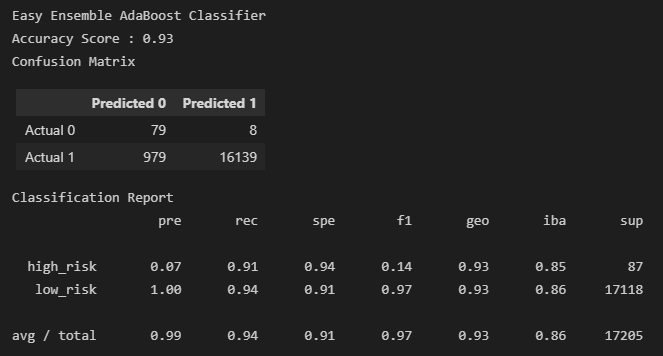 Easy Ensemble AdaBoost Classifier
Accuracy Score : 0.93
Confusion Matrix
Predicted 0 Predicted 1
Actual 0 79 8
Actual 1 979 16139
Classification Report
pre rec spe f1 geo iba sup
high_risk 0.07 0.91 0.94 0.14 0.93 0.85 87
low_risk 1.00 0.94 0.91 0.97 0.93 0.86 17118
avg / total 0.99 0.94 0.91 0.97 0.93 0.86 17205